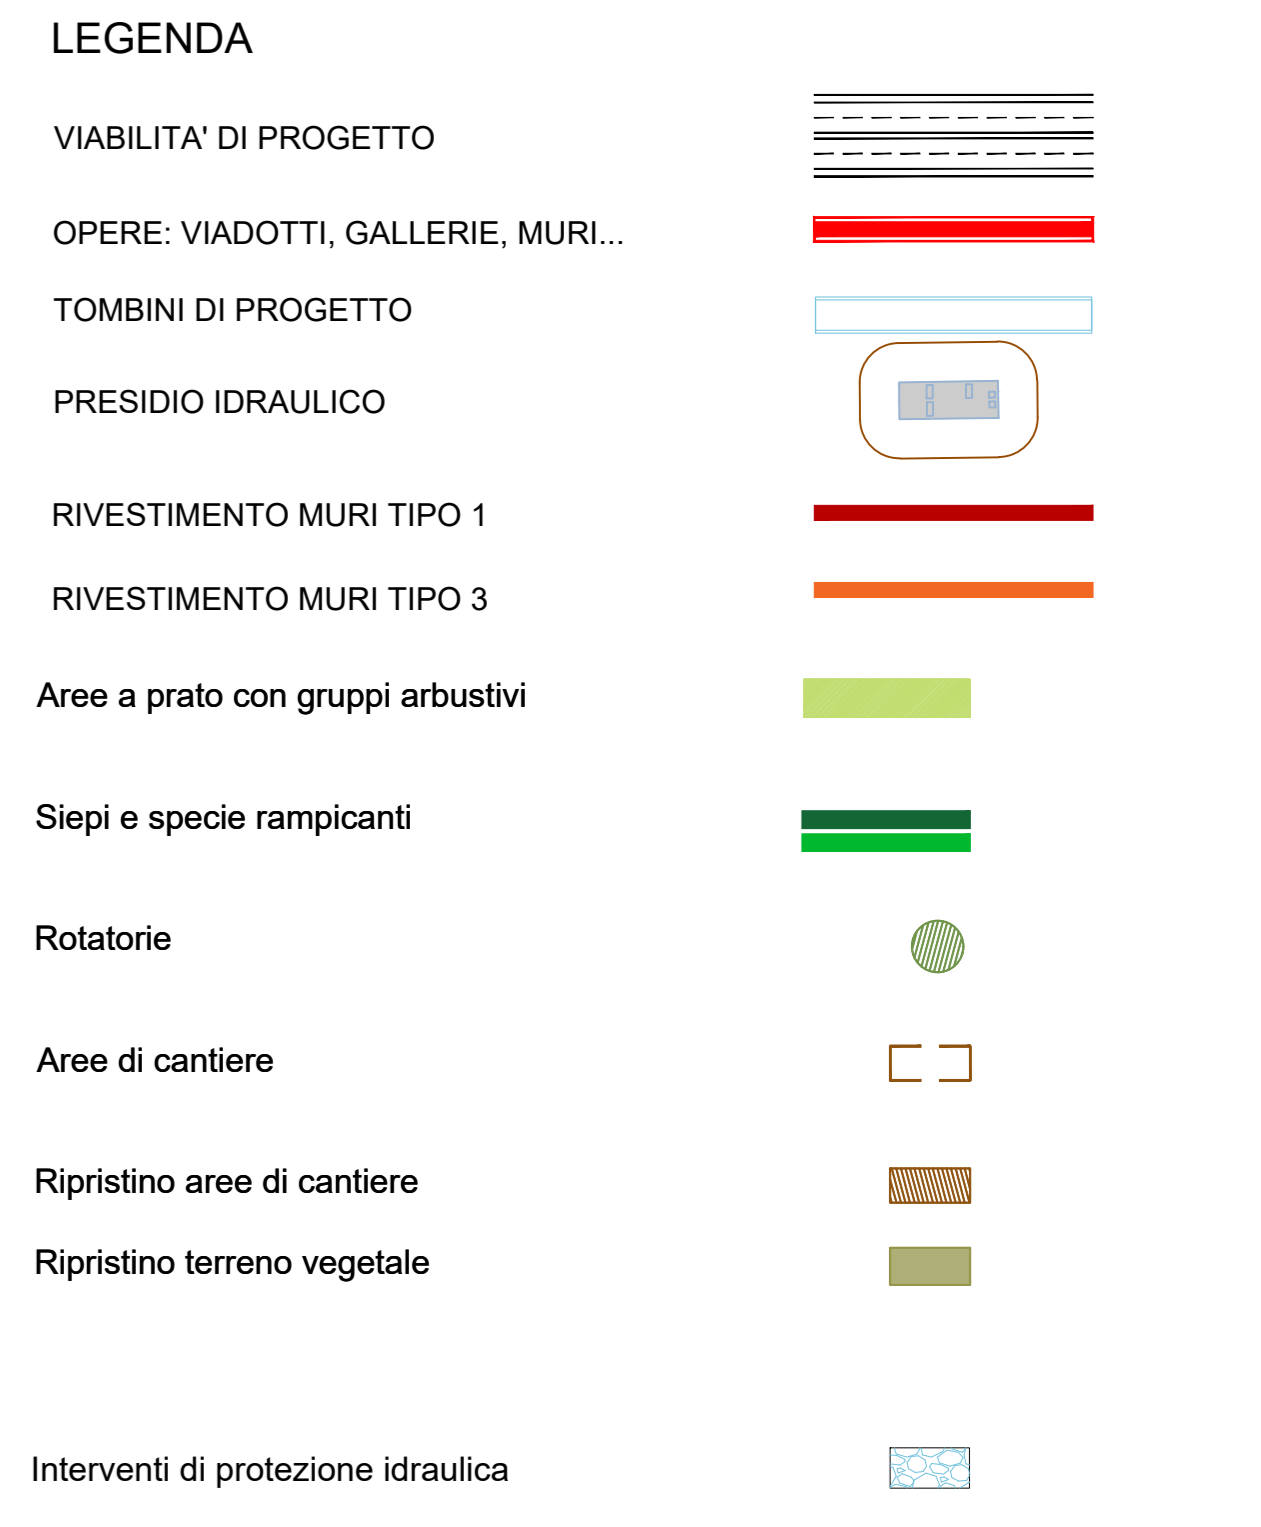 LEGENDA
VIABILITA' DI PROGETTO
OPERE: VIADOTTI, GALLERIE, MURI...
TOMBINI DI PROGETTO
PRESIDIO IDRAULICO
RIVESTIMENTO MURI TIPO 1
RIVESTIMENTO MURI TIPO 3
Aree a prato con gruppi arbustivi
Siepi e specie rampicanti
Rotatorie
Aree di cantiere
Ripristino aree di cantiere
Ripristino terreno vegetale
Interventi di protezione idraulica